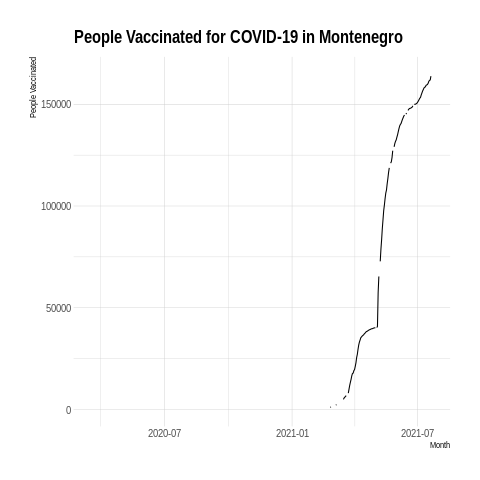 People Vaccinated for COVID-19 in Montenegro
People Vaccinated
150000
100000
50000
0
2020-07
2021-01
2021-07
Month